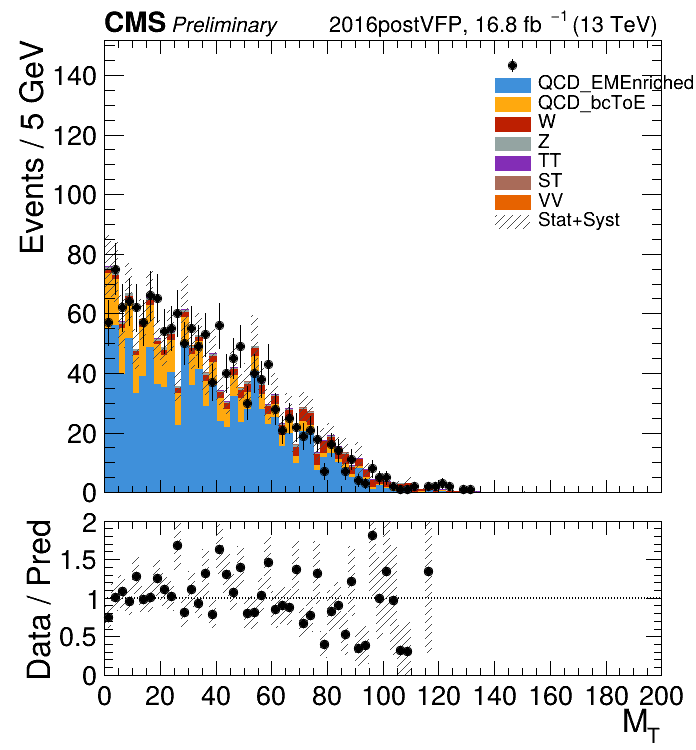 CMS Preliminary 2016postVFP, 16.8 fb⁻¹ (13 TeV)
Events / 5 GeV
140
120
100
80
60
40
20
0
QCD_EMEnriched
QCD_bcToE
W
Z
TT
ST
VV
Stat+Syst
Data / Pred
2
1.5
1
0.5
0
0 20 40 60 80 100 120 140 160 180 200
M_T